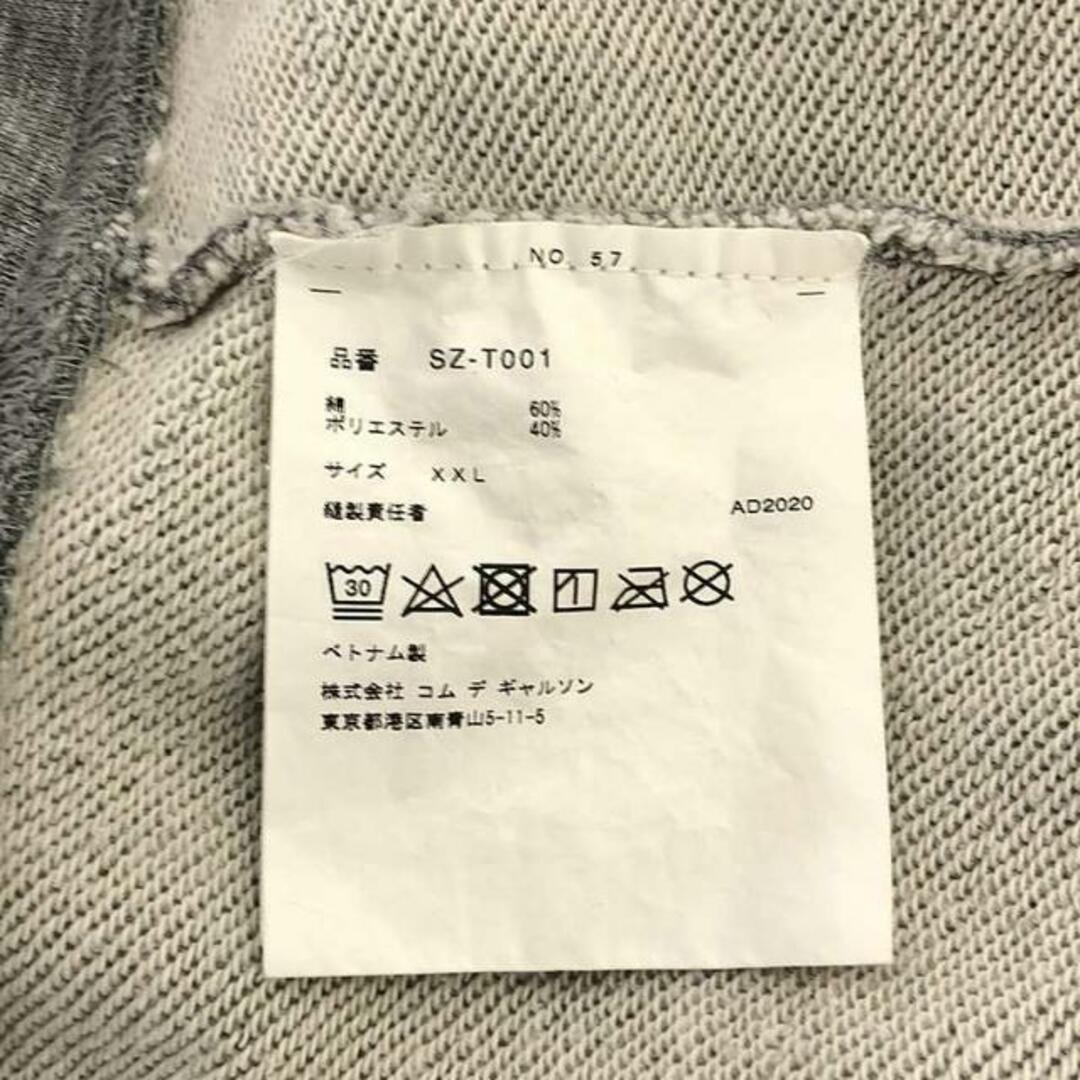 NO. 57
品番 SZ-T001
綿 60%
ポリエステル 40%
サイズ XXL
縫製責任者 AD2020
30
ベトナム製
株式会社 コム デ ギャルソン
東京都港区南青山5-11-5